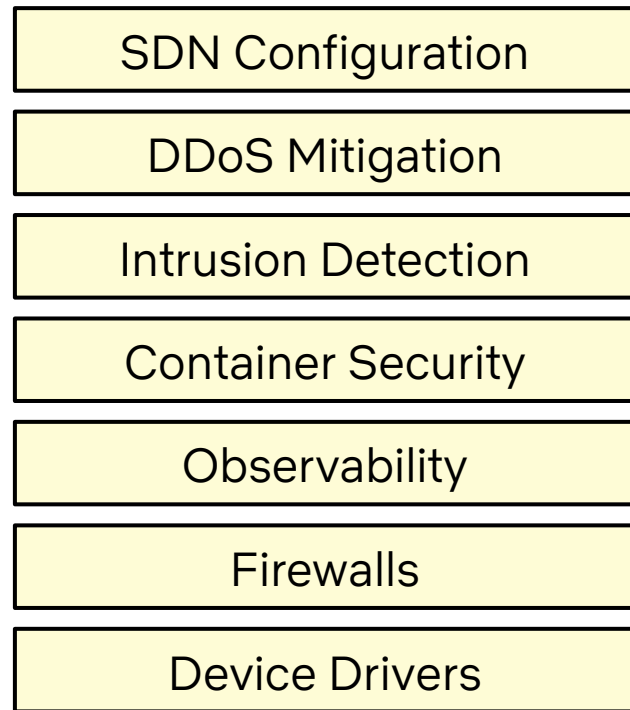 SDN Configuration
DDoS Mitigation
Intrusion Detection
Container Security
Observability
Firewalls
Device Drivers